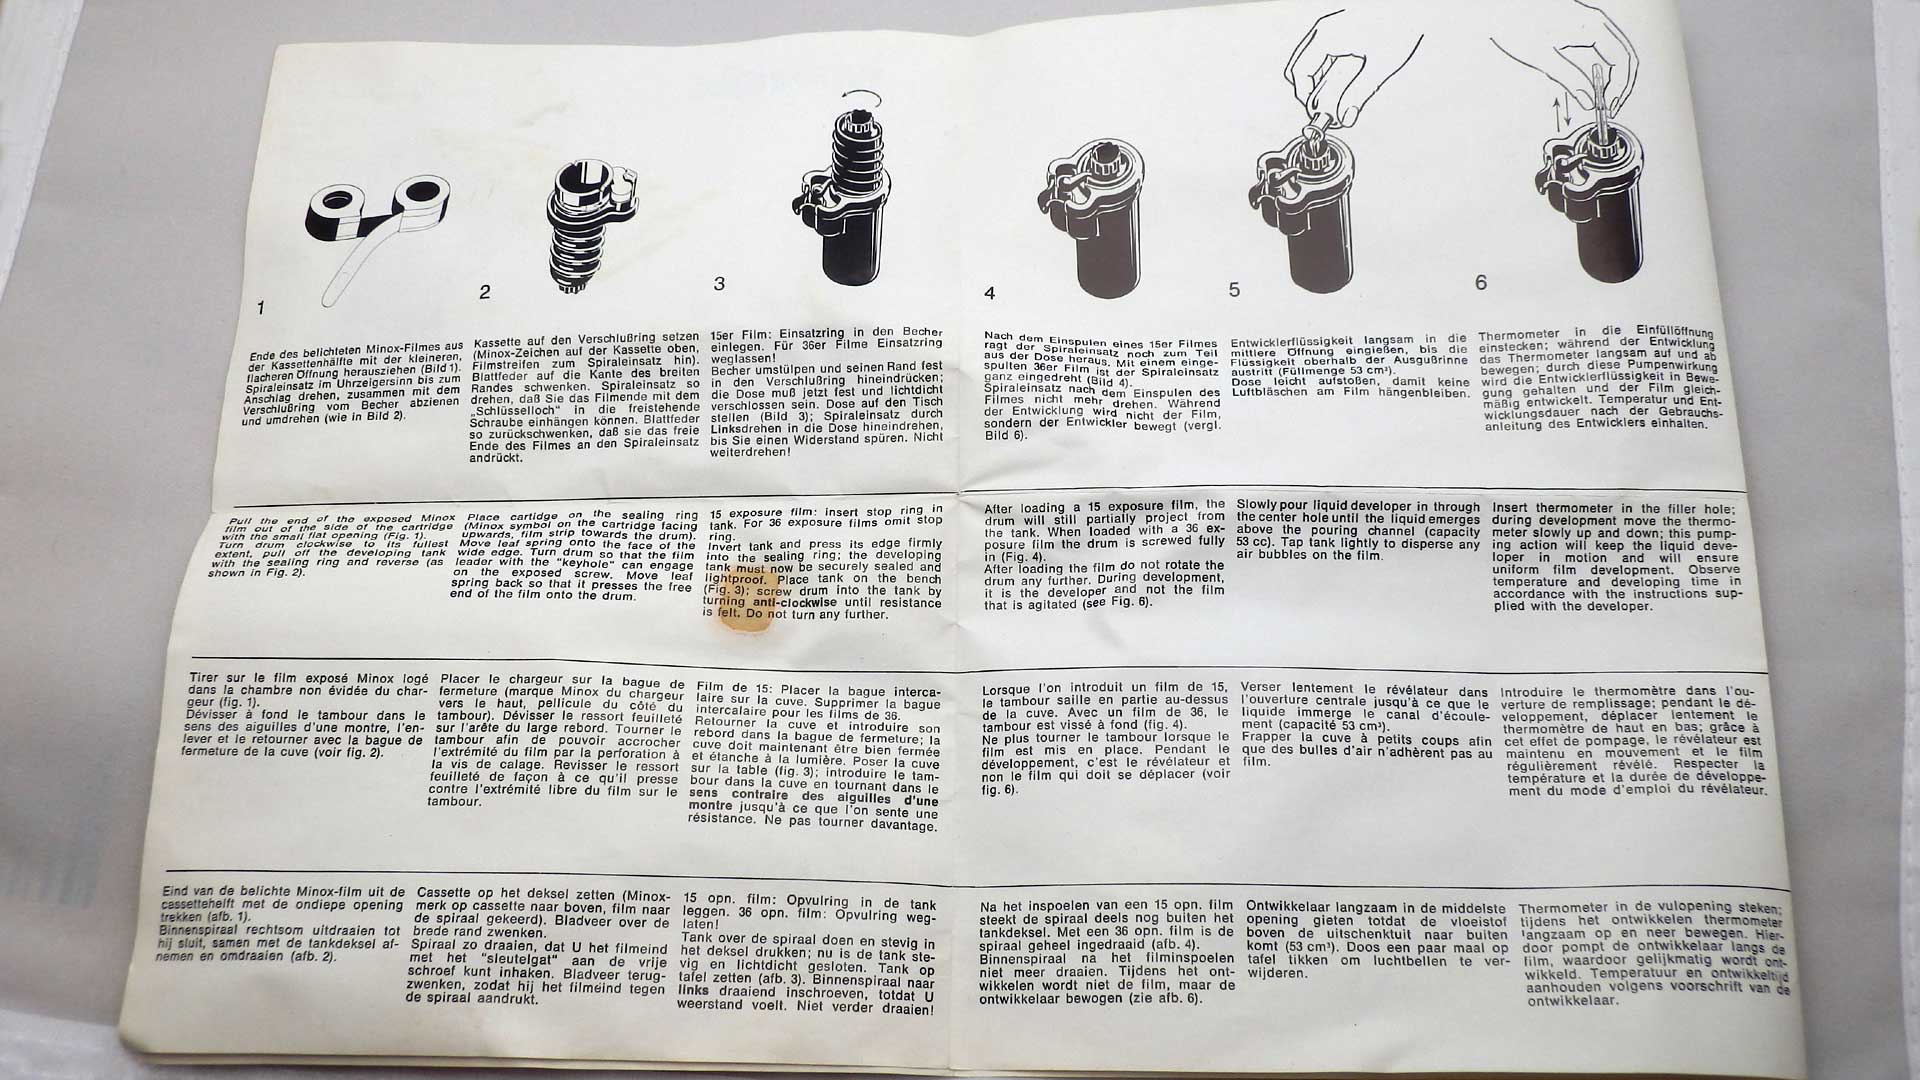 1
2
3
4
5
6
Ende des belichteten Minox-Filmes aus
der Kassettenhälfte mit der kleineren,
flacheren Öffnung herausziehen (Bild 1).
Spiraleinsatz im Uhrzeigersinn bis zum
Anschlag drehen, zusammen mit dem
Verschlußring vom Becher abziehen
und umdrehen (wie in Bild 2).
Kassette auf den Verschlußring setzen
(Minox-Zeichen auf der Kassette oben,
Filmstreifen zum Spiraleinsatz hin).
Blattfeder auf die Kante des breiten
Randes schwenken. Spiraleinsatz so
drehen, daß Sie das Filmende mit dem
„Schlüsselloch" in die freistehende
Schraube einhängen können. Blattfeder
so zurückschwenken, daß sie das freie
Ende des Filmes an den Spiraleinsatz
andrückt.
15er Film: Einsatzring in den Becher
einlegen. Für 36er Filme Einsatzring
weglassen!
Becher umstülpen und seinen Rand fest
in den Verschlußring hineindrücken;
die Dose muß jetzt fest und lichtdicht
verschlossen sein. Dose auf den Tisch
stellen (Bild 3); Spiraleinsatz durch
Linksdrehen in die Dose hineindrehen,
bis Sie einen Widerstand spüren. Nicht
weiterdrehen!
Nach dem Einspulen eines 15er Filmes
ragt der Spiraleinsatz noch zum Teil
aus der Dose heraus. Mit einem einge-
spulten 36er Film ist der Spiraleinsatz
ganz eingedreht (Bild 4).
Spiraleinsatz nach dem Einspulen des
Filmes nicht mehr drehen. Während
der Entwicklung wird nicht der Film,
sondern der Entwickler bewegt (vergl.
Bild 6).
Entwicklerflüssigkeit langsam in die
mittlere Öffnung eingießen, bis die
Flüssigkeit oberhalb der Ausgußrinne
austritt (Füllmenge 53 cm³).
Dose leicht aufstoßen, damit keine
Luftbläschen am Film hängenbleiben.
Thermometer in die Einfüllöffnung
einstecken; während der Entwicklung
das Thermometer langsam auf und ab
bewegen; durch diese Pumpenwirkung
wird die Entwicklerflüssigkeit in Bewe-
gung gehalten und der Film gleich-
mäßig entwickelt. Temperatur und Ent-
wicklungsdauer nach der Gebrauchs-
anleitung des Entwicklers einhalten.
Pull the end of the exposed Minox
film out of the side of the cartridge
with the small flat opening (Fig. 1).
Turn drum clockwise to its fullest
extent, pull off the developing tank
with the sealing ring and reverse (as
shown in Fig. 2).
Place cartidge on the sealing ring
(Minox symbol on the cartridge facing
upwards, film strip towards the drum).
Move leaf spring onto the face of the
wide edge. Turn drum so that the film
leader with the "keyhole" can engage
on the exposed screw. Move leaf
spring back so that it presses the free
end of the film onto the drum.
15 exposure film: insert stop ring in
tank. For 36 exposure films omit stop
ring.
Invert tank and press its edge firmly
into the sealing ring; the developing
tank must now be securely sealed and
lightproof. Place tank on the bench
(Fig. 3); screw drum into the tank by
turning anti-clockwise until resistance
is felt. Do not turn any further.
After loading a 15 exposure film, the
drum will still partially project from
the tank. When loaded with a 36 ex-
posure film the drum is screwed fully
in (Fig. 4).
After loading the film do not rotate the
drum any further. During development,
it is the developer and not the film
that is agitated (see Fig. 6).
Slowly pour liquid developer in through
the center hole until the liquid emerges
above the pouring channel (capacity
53 cc). Tap tank lightly to disperse any
air bubbles on the film.
Insert thermometer in the filler hole;
during development move the thermo-
meter slowly up and down; this pump-
ing action will keep the liquid deve-
loper in motion and will ensure
uniform film development. Observe
temperature and developing time in
accordance with the instructions sup-
plied with the developer.
Tirer sur le film exposé Minox logé
dans la chambre non évidée du char-
geur (fig. 1).
Dévisser à fond le tambour dans le
sens des aiguilles d'une montre, l'en-
lever et le retourner avec la bague de
fermeture de la cuve (voir fig. 2).
Placer le chargeur sur la bague de
fermeture (marque Minox du chargeur
vers le haut, pellicule du côté du
tambour). Dévisser le ressort feuilleté
sur l'arête du large rebord. Tourner le
tambour afin de pouvoir accrocher
l'extrémité du film par la perforation à
la vis de calage. Revisser le ressort
feuilleté de façon à ce qu'il presse
contre l'extrémité libre du film sur le
tambour.
Film de 15: Placer la bague interca-
laire sur la cuve. Supprimer la bague
intercalaire pour les films de 36.
Retourner la cuve et introduire son
rebord dans la bague de fermeture; la
cuve doit maintenant être bien fermée
et étanche à la lumière. Poser la cuve
sur la table (fig. 3); introduire le tam-
bour dans la cuve en tournant dans le
sens contraire des aiguilles d'une
montre jusqu'à ce que l'on sente une
résistance. Ne pas tourner davantage.
Lorsque l'on introduit un film de 15,
le tambour saille en partie au-dessus
de la cuve. Avec un film de 36, le
tambour est vissé à fond (fig. 4).
Ne plus tourner le tambour lorsque le
film est mis en place. Pendant le
développement, c'est le révélateur et
non le film qui doit se déplacer (voir
fig. 6).
Verser lentement le révélateur dans
l'ouverture centrale jusqu'à ce que le
liquide immerge le canal d'écoule-
ment (capacité 53 cm³).
Frapper la cuve à petits coups afin
que des bulles d'air n'adhèrent pas au
film.
Introduire le thermomètre dans l'ou-
verture de remplissage; pendant le dé-
veloppement, déplacer lentement le
thermomètre de haut en bas; grâce à
cet effet de pompage, le révélateur est
maintenu en mouvement et le film
régulièrement révélé. Respecter la
température et la durée de développe-
ment du mode d'emploi du révélateur.
Eind van de belichte Minox-film uit de
cassettehelft met de ondiepe opening
trekken (afb. 1).
Binnenspiraal rechtsom uitdraaien tot
hij sluit, samen met de tankdeksel af-
nemen en omdraaien (afb. 2).
Cassette op het deksel zetten (Minox-
merk op cassette naar boven, film naar
de spiraal gekeerd). Bladveer over de
brede rand zwenken.
Spiraal zo draaien, dat U het filmeind
met het "sleutelgat" aan de vrije
schroef kunt inhaken. Bladveer terug-
zwenken, zodat hij het filmeind tegen
de spiraal aandrukt.
15 opn. film: Opvulring in de tank
leggen. 36 opn. film: Opvulring weg-
laten!
Tank over de spiraal doen en stevig in
het deksel drukken; nu is de tank ste-
vig en lichtdicht gesloten. Tank op
tafel zetten (afb. 3). Binnenspiraal naar
links draaiend inschroeven, totdat U
weerstand voelt. Niet verder draaien!
Na het inspoelen van een 15 opn. film
steekt de spiraal deels nog buiten het
tankdeksel. Met een 36 opn. film is de
spiraal geheel ingedraaid (afb. 4).
Binnenspiraal na het filminspoelen
niet meer draaien. Tijdens het ont-
wikkelen wordt niet de film, maar de
ontwikkelaar bewogen (zie afb. 6).
Ontwikkelaar langzaam in de middelste
opening gieten totdat de vloeistof
boven de uitschenktuit naar buiten
komt (53 cm³). Doos een paar maal op
tafel tikken om luchtbellen te ver-
wijderen.
Thermometer in de vulopening steken;
tijdens het ontwikkelen thermometer
langzaam op en neer bewegen. Hier-
door pompt de ontwikkelaar langs de
film, waardoor gelijkmatig wordt ont-
wikkeld. Temperatuur en ontwikkeltijd
aanhouden volgens voorschrift van de
ontwikkelaar.